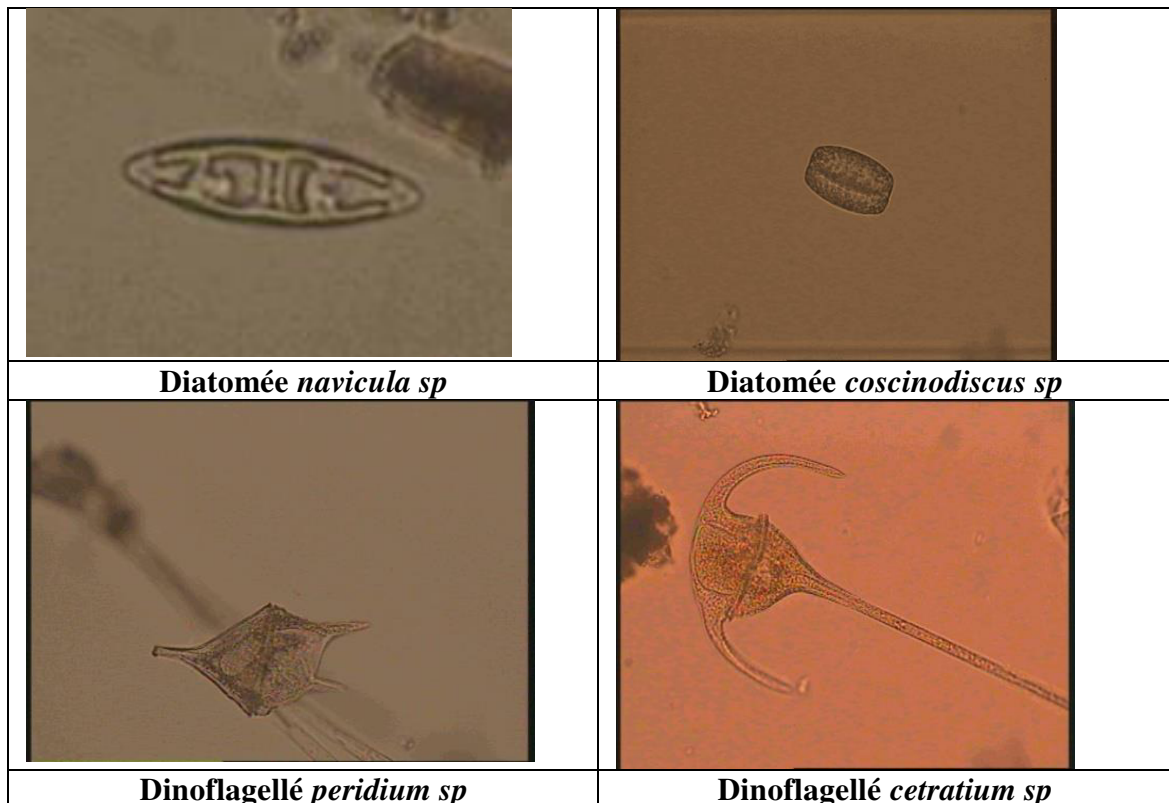 Diatomée navicula sp
Diatomée coscinodiscus sp
Dinoflagellé peridium sp
Dinoflagellé cetratium sp